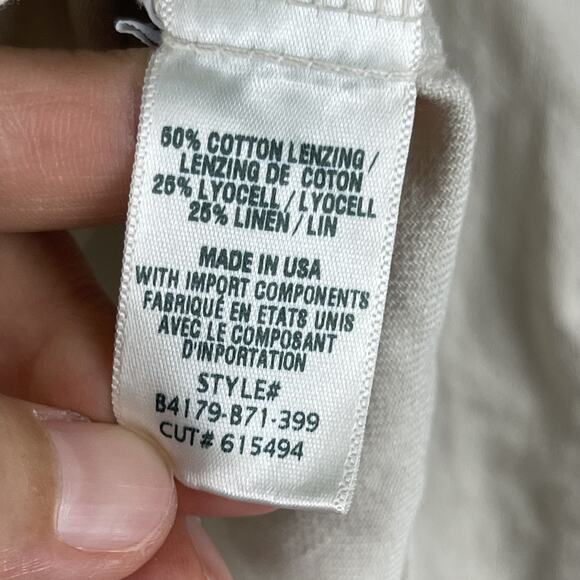 50% COTTON LENZING/
LENZING DE COTON
25% LYOCELL/LYOCELL
25% LINEN/LIN
MADE IN USA
WITH IMPORT COMPONENTS
FABRIQUÉ EN ETATS UNIS
AVEC LE COMPOSANT
D'INPORTATION
STYLE#
B4179-B71-399
CUT# 615494